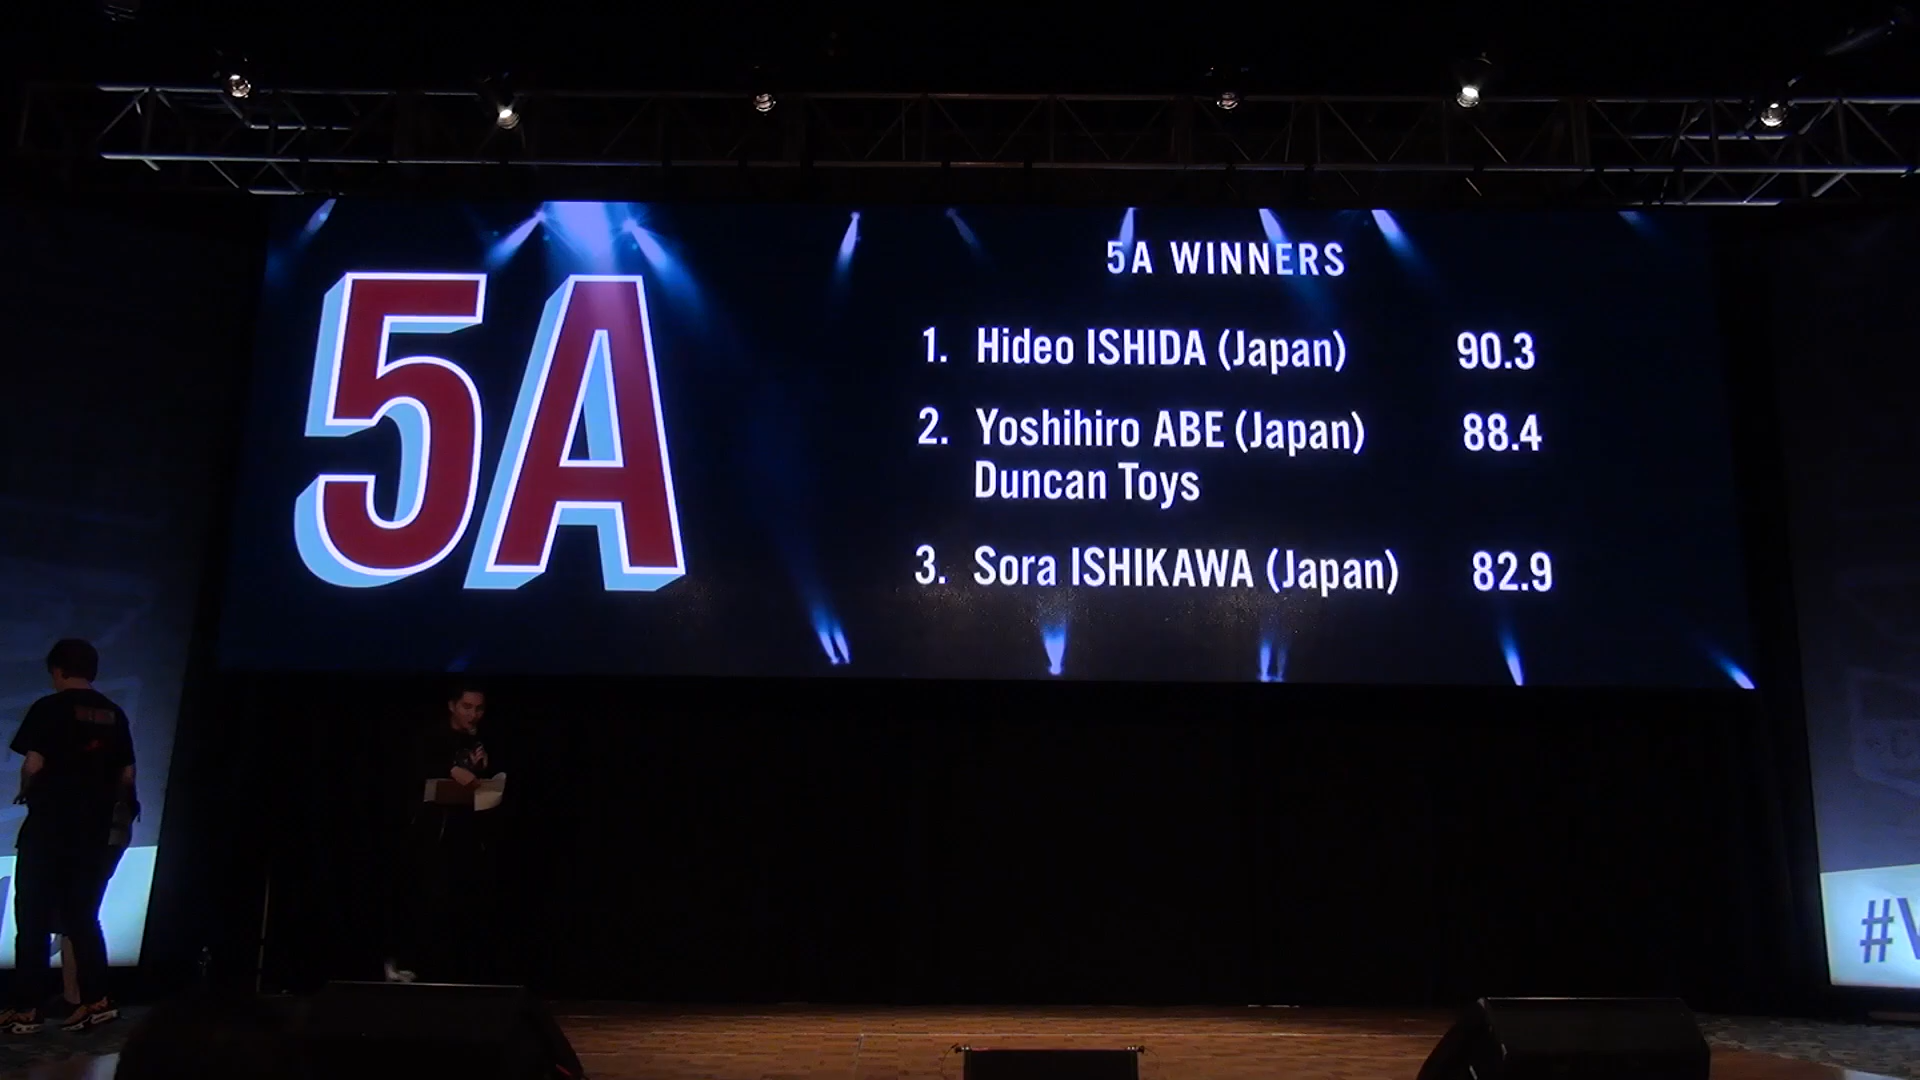 5A
5A WINNERS
1. Hideo ISHIDA (Japan) 90.3
2. Yoshihiro ABE (Japan) 88.4
Duncan Toys
3. Sora ISHIKAWA (Japan) 82.9
#